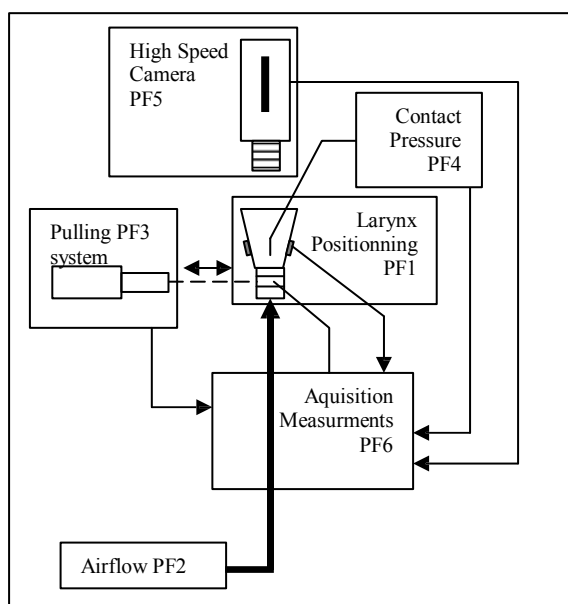 High Speed
Camera
PF5
Contact
Pressure
PF4
Pulling PF3
system
Larynx
Positionning
PF1
Aquisition
Measurments
PF6
Airflow PF2